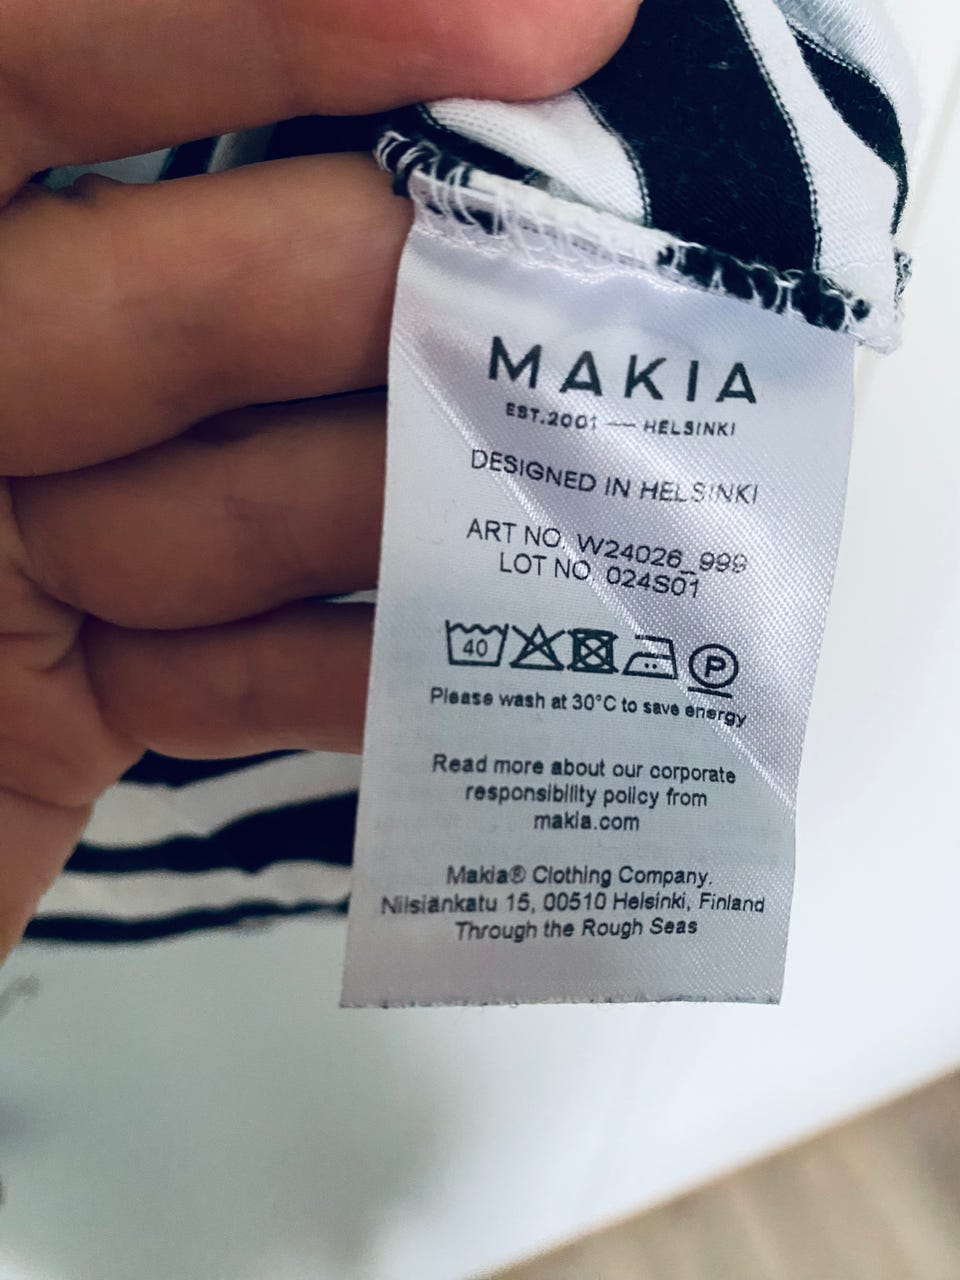 MAKIA
EST.2001 — HELSINKI
DESIGNED IN HELSINKI
ART NO. W24026_999
LOT NO. 024S01
40 P
Please wash at 30°C to save energy
Read more about our corporate
responsibility policy from
makia.com
Makia® Clothing Company.
Nilsiänkatu 15, 00510 Helsinki, Finland
Through the Rough Seas